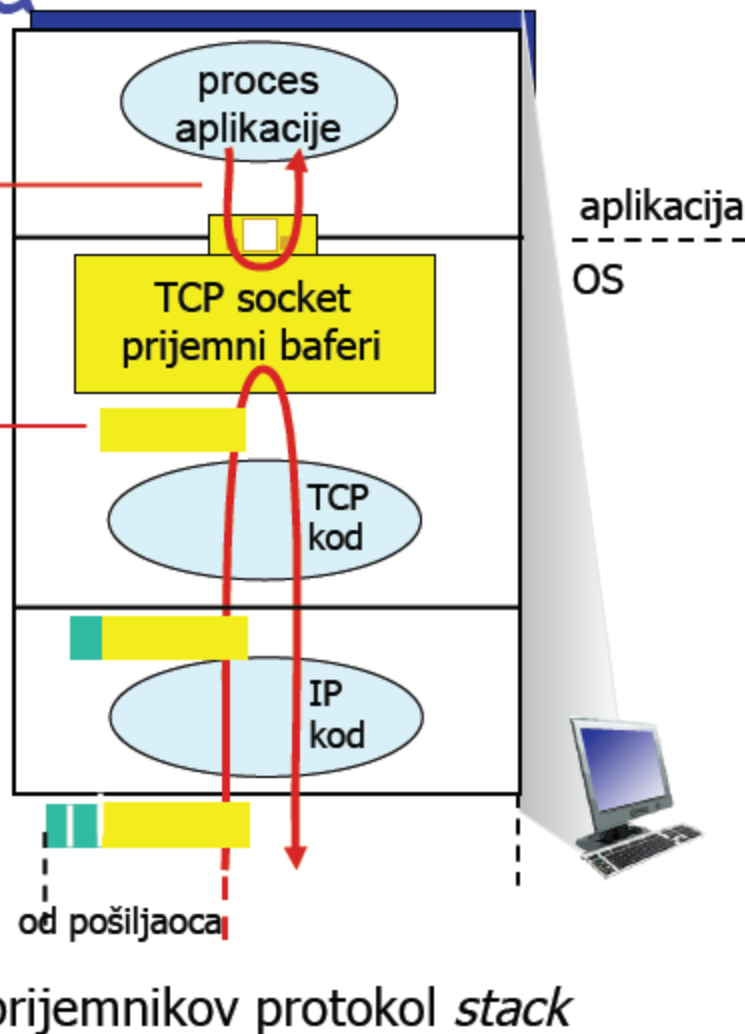 proces
aplikacije
aplikacija
OS
TCP socket
prijemni baferi
TCP
kod
IP
kod
od pošiljaoca
prijemnikov protokol stack